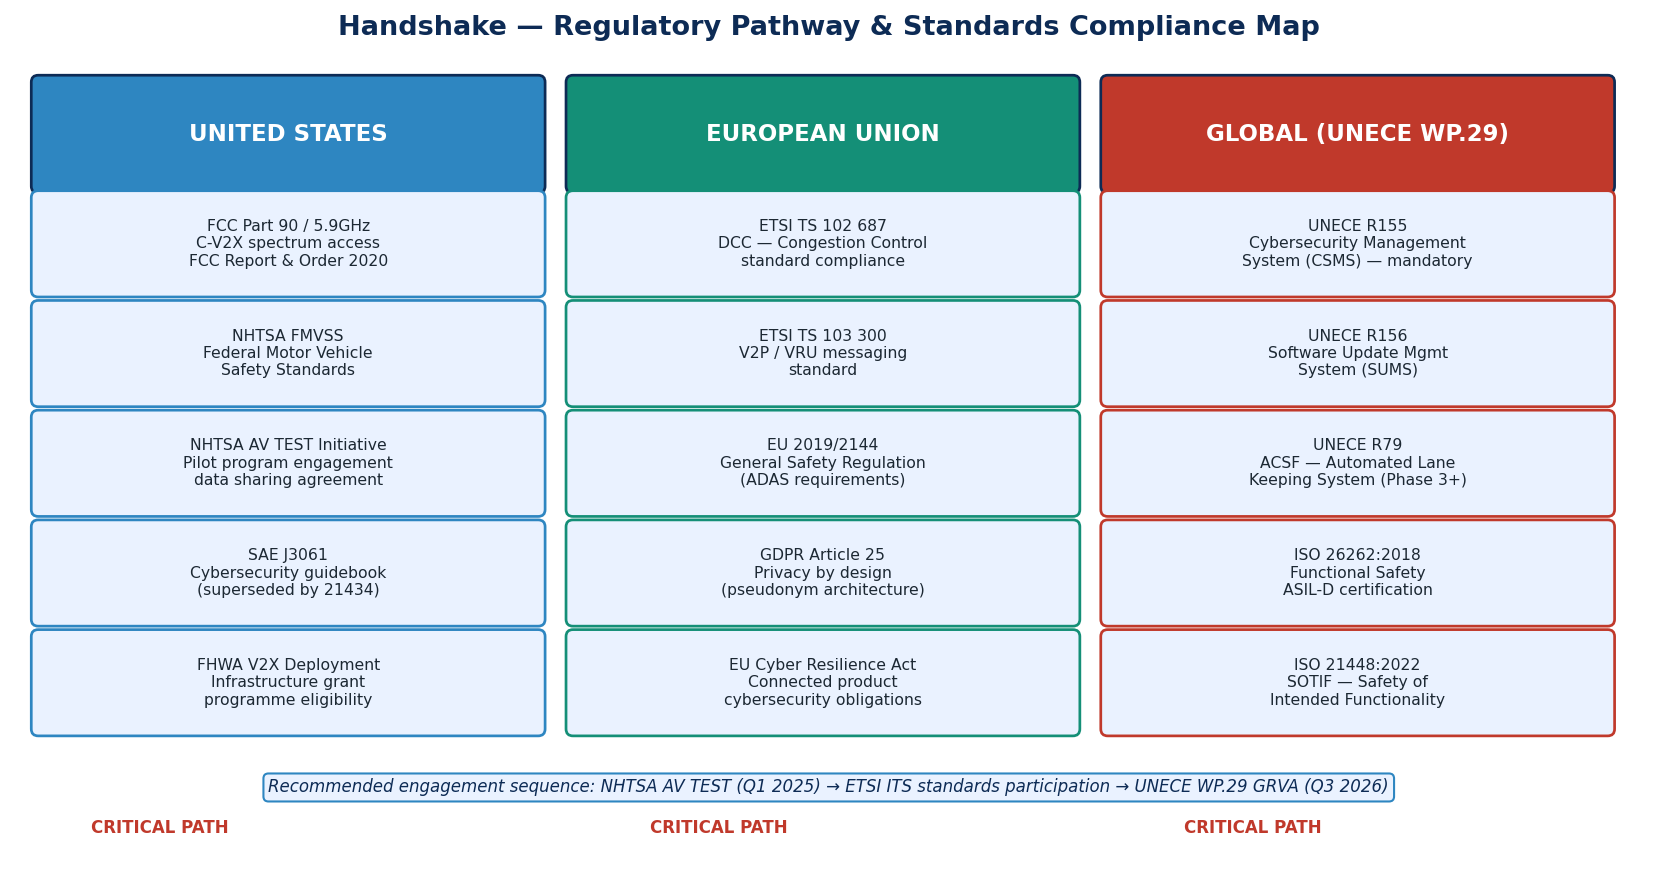 Handshake — Regulatory Pathway & Standards Compliance Map
UNITED STATES
FCC Part 90 / 5.9GHz
C-V2X spectrum access
FCC Report & Order 2020
NHTSA FMVSS
Federal Motor Vehicle
Safety Standards
NHTSA AV TEST Initiative
Pilot program engagement
data sharing agreement
SAE J3061
Cybersecurity guidebook
(superseded by 21434)
FHWA V2X Deployment
Infrastructure grant
programme eligibility
EUROPEAN UNION
ETSI TS 102 687
DCC — Congestion Control
standard compliance
ETSI TS 103 300
V2P / VRU messaging
standard
EU 2019/2144
General Safety Regulation
(ADAS requirements)
GDPR Article 25
Privacy by design
(pseudonym architecture)
EU Cyber Resilience Act
Connected product
cybersecurity obligations
GLOBAL (UNECE WP.29)
UNECE R155
Cybersecurity Management
System (CSMS) — mandatory
UNECE R156
Software Update Mgmt
System (SUMS)
UNECE R79
ACSF — Automated Lane
Keeping System (Phase 3+)
ISO 26262:2018
Functional Safety
ASIL-D certification
ISO 21448:2022
SOTIF — Safety of
Intended Functionality
Recommended engagement sequence: NHTSA AV TEST (Q1 2025) → ETSI ITS standards participation → UNECE WP.29 GRVA (Q3 2026)
CRITICAL PATH
CRITICAL PATH
CRITICAL PATH